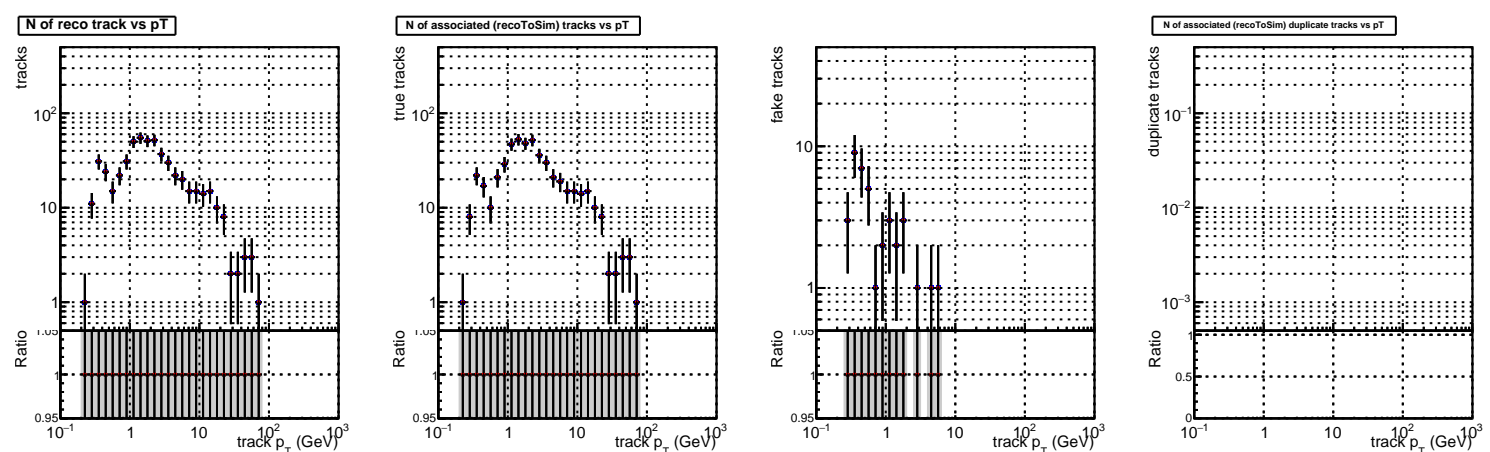 N of reco track vs pT
tracks
10²
10
1
Ratio
1.05
1
0.95
10⁻¹ 1 10 10² 10³
track p_T (GeV)
N of associated (recoToSim) tracks vs pT
true tracks
10²
10
1
Ratio
1.05
1
0.95
10⁻¹ 1 10 10² 10³
track p_T (GeV)
fake tracks
10
1
Ratio
1.05
1
0.95
10⁻¹ 1 10 10² 10³
track p_T (GeV)
N of associated (recoToSim) duplicate tracks vs pT
duplicate tracks
10⁻¹
10⁻²
10⁻³
Ratio
1
0.5
0
10⁻¹ 1 10 10² 10³
track p_T (GeV)